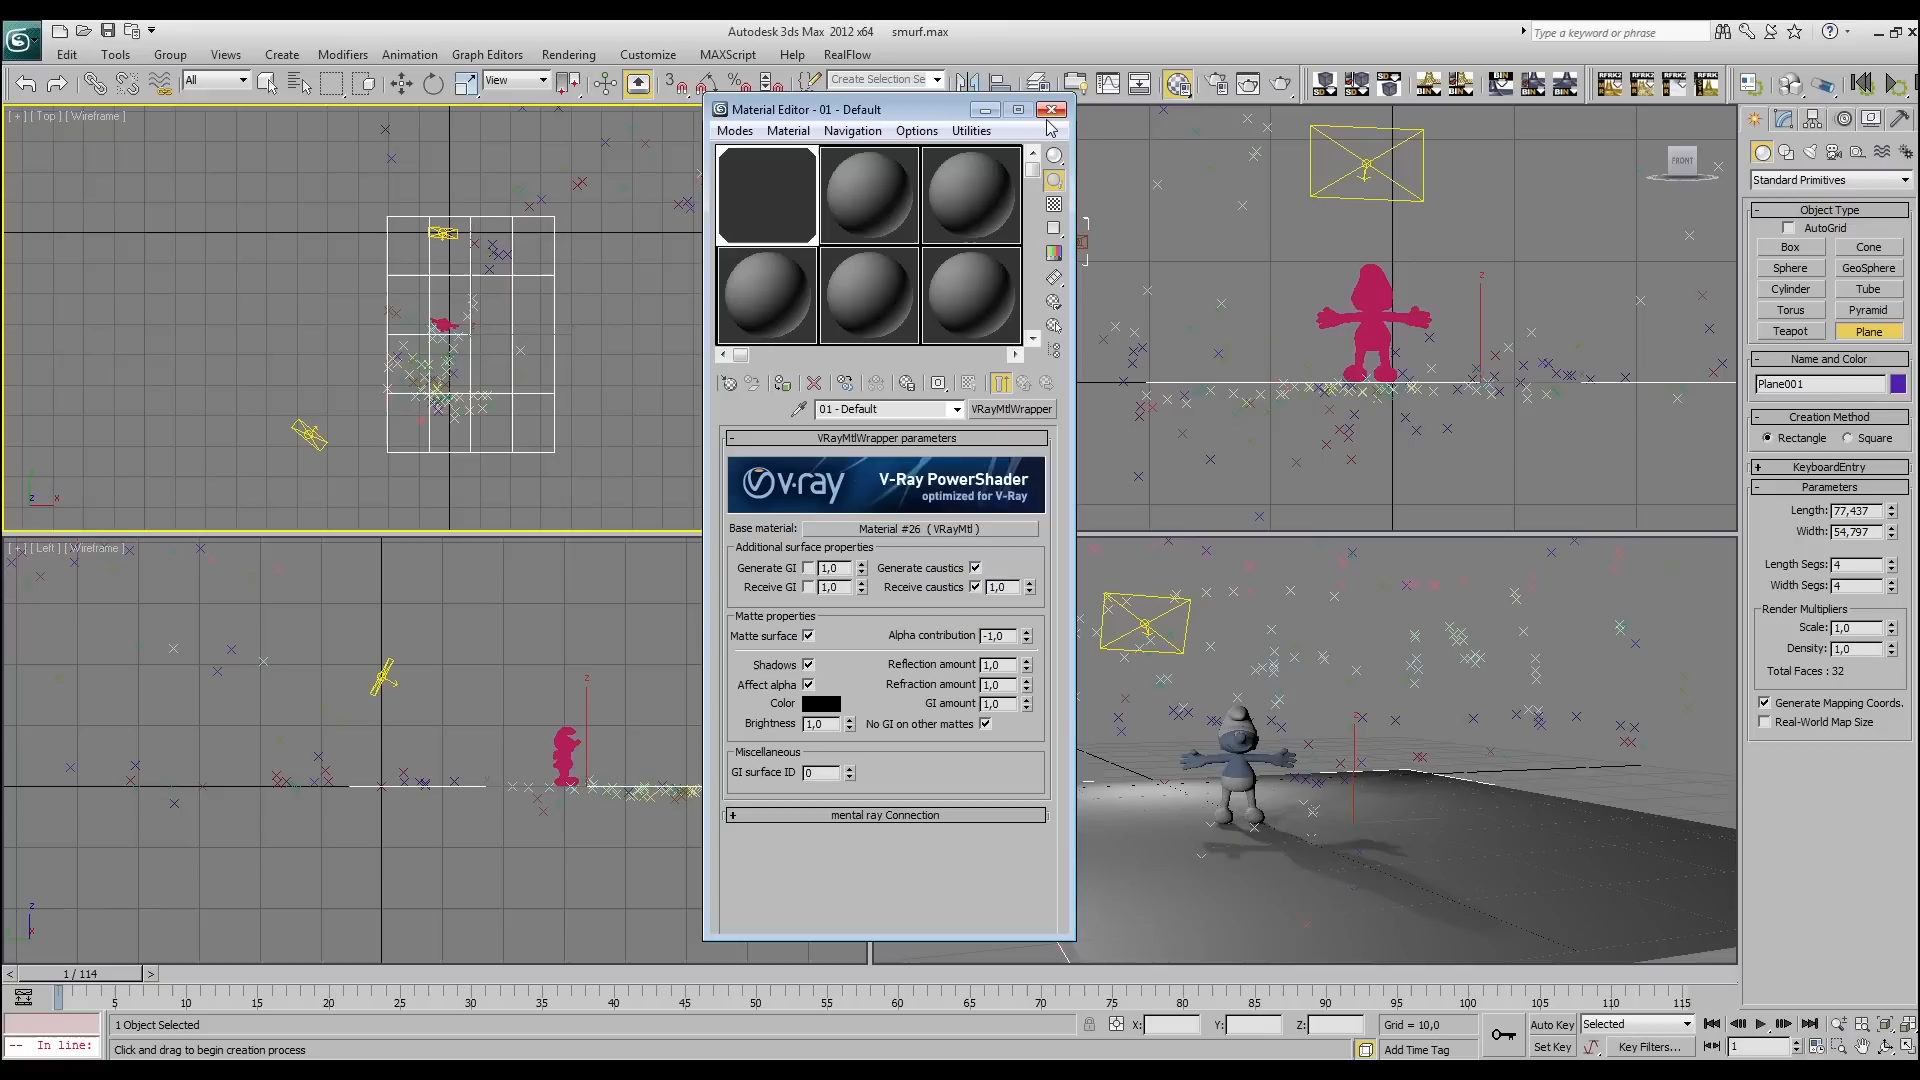 Autodesk 3ds Max 2012 x64 smurf.max
Type a keyword or phrase
Edit Tools Group Views Create Modifiers Animation Graph Editors Rendering Customize MAXScript Help RealFlow
All
View
Create Selection Se
[ + ] [ Top ] [ Wireframe ]
Material Editor - 01 - Default
Modes Material Navigation Options Utilities
01 - Default
VRayMtlWrapper
VRayMtlWrapper parameters
v·ray
V-Ray PowerShader
optimized for V-Ray
Base material: Material #26 ( VRayMtl )
Additional surface properties
Generate GI 1,0 Generate caustics
Receive GI 1,0 Receive caustics 1,0
Matte properties
Matte surface Alpha contribution -1,0
Shadows Reflection amount 1,0
Affect alpha Refraction amount 1,0
Color GI amount 1,0
Brightness 1,0 No GI on other mattes
Miscellaneous
GI surface ID 0
+ mental ray Connection
FRONT
Standard Primitives
Object Type
AutoGrid
Box Cone
Sphere GeoSphere
Cylinder Tube
Torus Pyramid
Teapot Plane
Name and Color
Plane001
Creation Method
Rectangle Square
+ KeyboardEntry
- Parameters
Length: 77,437
Width: 54,797
Length Segs: 4
Width Segs: 4
Render Multipliers
Scale: 1,0
Density: 1,0
Total Faces : 32
Generate Mapping Coords.
Real-World Map Size
[ + ] [ Left ] [ Wireframe ]
< 1 / 114 >
5 10 15 20 25 30 35 40 45 50 55 60 65 70 75 80 85 90 95 100 105 110 115
1 Object Selected
X: Y: Z: Grid = 10,0
Auto Key Selected
-- In line:
Click and drag to begin creation process
Add Time Tag
Set Key Key Filters... 1